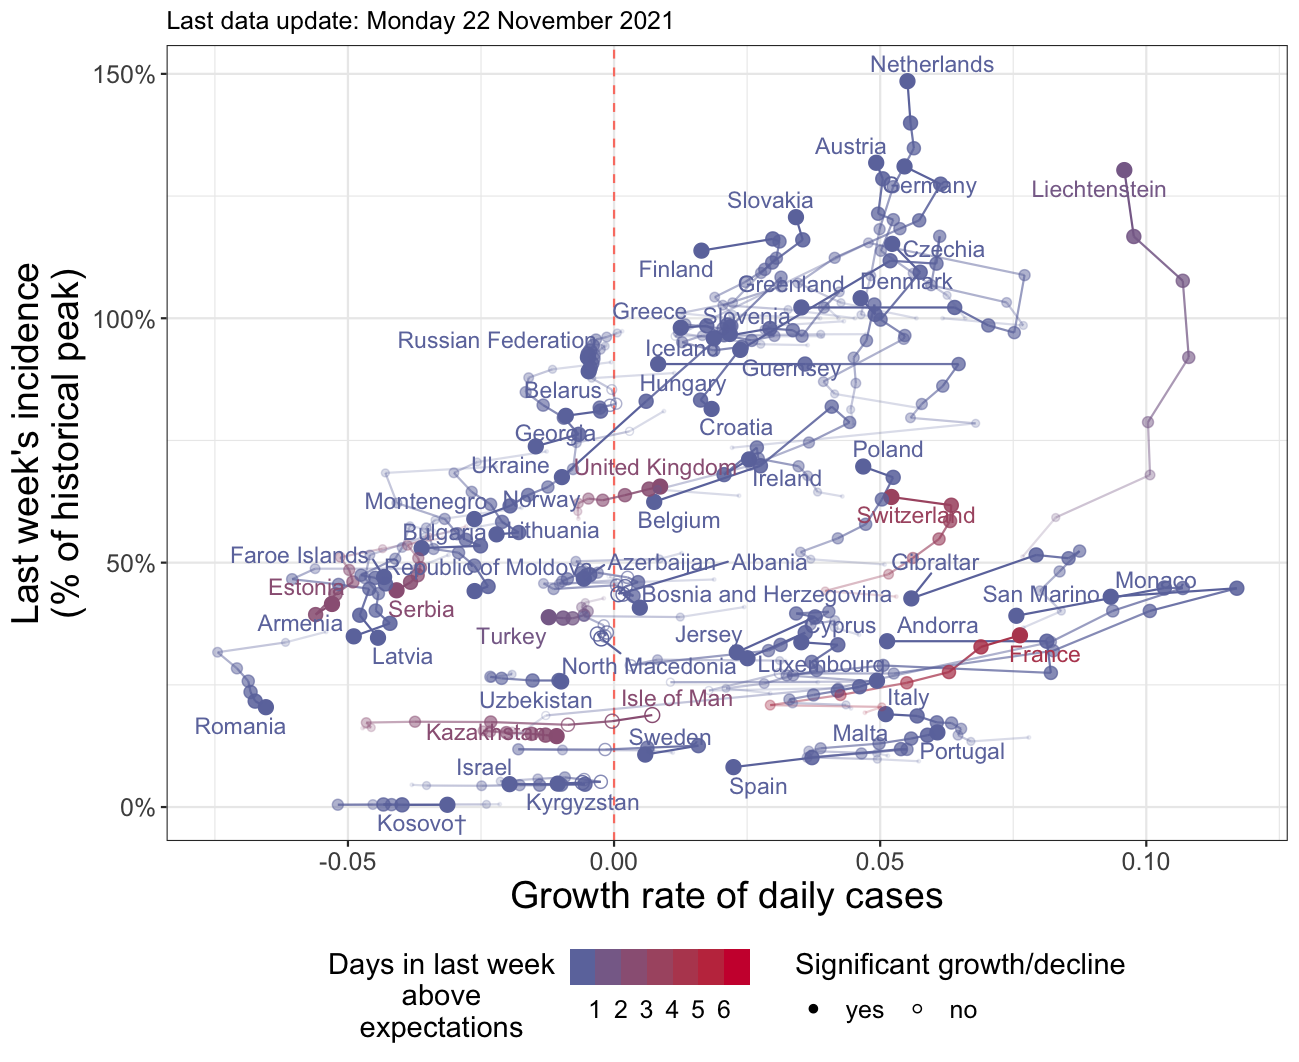 Last data update: Monday 22 November 2021
150%
100%
50%
0%
Last week's incidence
(% of historical peak)
Netherlands
Austria
Germany
Liechtenstein
Slovakia
Czechia
Finland
Greenland
Denmark
Greece
Slovenia
Russian Federation
Iceland
Guernsey
Belarus
Hungary
Croatia
Georgia
Poland
Ukraine
United Kingdom
Ireland
Montenegro
Norway
Switzerland
Belgium
Bulgaria
Lithuania
Faroe Islands
Republic of Moldova
Azerbaijan
Albania
Gibraltar
Estonia
Serbia
Bosnia and Herzegovina
San Marino
Monaco
Armenia
Turkey
Jersey
Cyprus
Andorra
Latvia
North Macedonia
Luxembourg
France
Uzbekistan
Isle of Man
Italy
Romania
Kazakhstan
Sweden
Malta
Portugal
Israel
Kyrgyzstan
Spain
Kosovo†
-0.05
0.00
0.05
0.10
Growth rate of daily cases
Days in last week
above
expectations
1 2 3 4 5 6
Significant growth/decline
yes
no